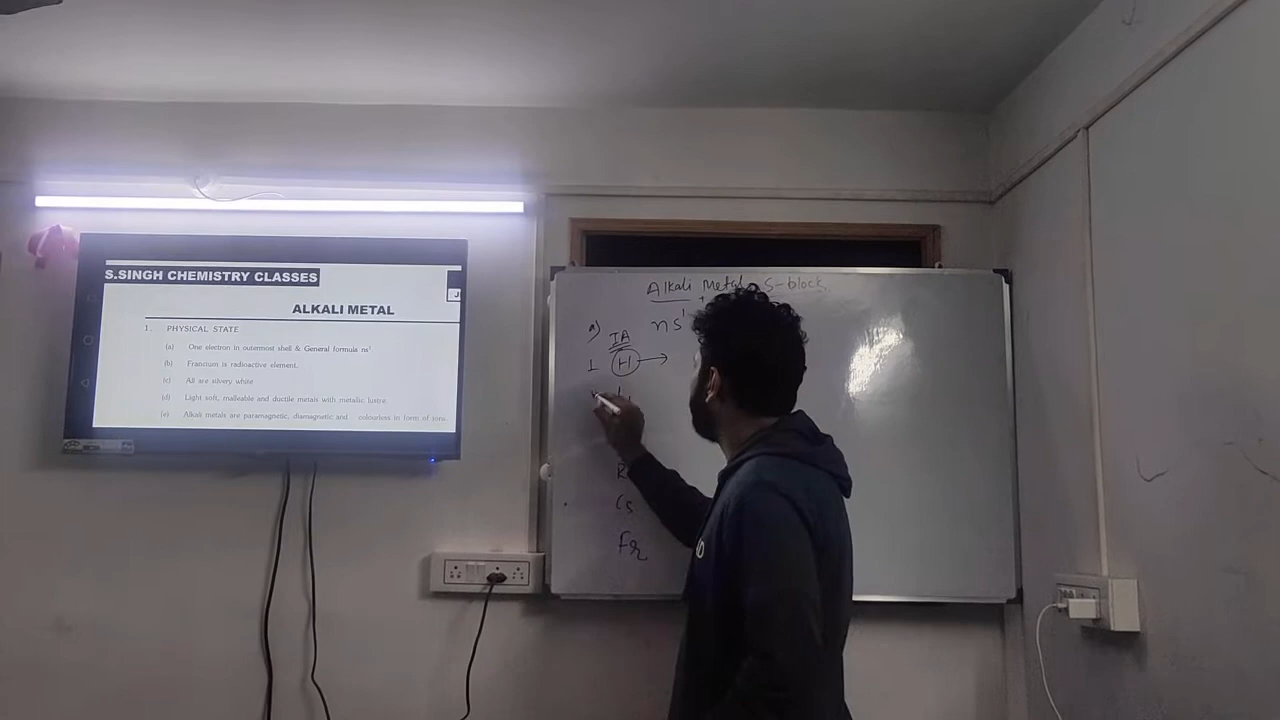 S.SINGH CHEMISTRY CLASSES
J
ALKALI METAL
1. PHYSICAL STATE
(a) One electron in outermost shell & General formula ns¹
(b) Francium is radioactive element.
(c) All are silvery white
(d) Light soft, malleable and ductile metals with metallic lustre
(e) Alkali metals are paramagnetic, diamagnetic and colourless in form of ions
Alkali Metal S-block
a) ns¹
IA
1 H →
Cs
Fr